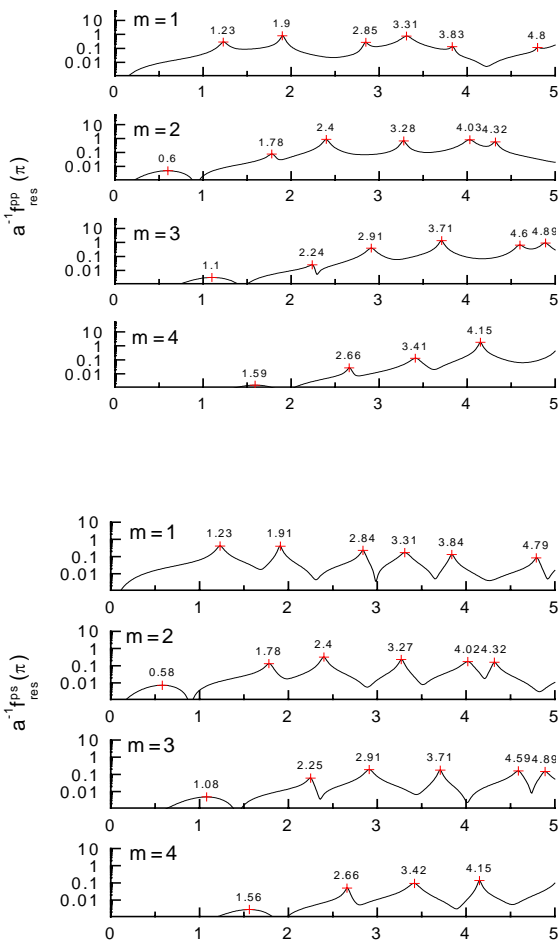 m=1
10
1
0.1
0.01
1.23 1.9 2.85 3.31 3.83 4.8
0 1 2 3 4 5
m=2
10
1
0.1
0.01
0.6 1.78 2.4 3.28 4.03 4.32
0 1 2 3 4 5
a⁻¹f^pp_res(π)
m=3
10
1
0.1
0.01
1.1 2.24 2.91 3.71 4.6 4.89
0 1 2 3 4 5
m=4
10
1
0.1
0.01
1.59 2.66 3.41 4.15
0 1 2 3 4 5
m=1
10
1
0.1
0.01
1.23 1.91 2.84 3.31 3.84 4.79
0 1 2 3 4 5
m=2
10
1
0.1
0.01
0.58 1.78 2.4 3.27 4.02 4.32
0 1 2 3 4 5
a⁻¹f^ps_res(π)
m=3
10
1
0.1
0.01
1.08 2.25 2.91 3.71 4.59 4.89
0 1 2 3 4 5
m=4
10
1
0.1
0.01
1.56 2.66 3.42 4.15
0 1 2 3 4 5